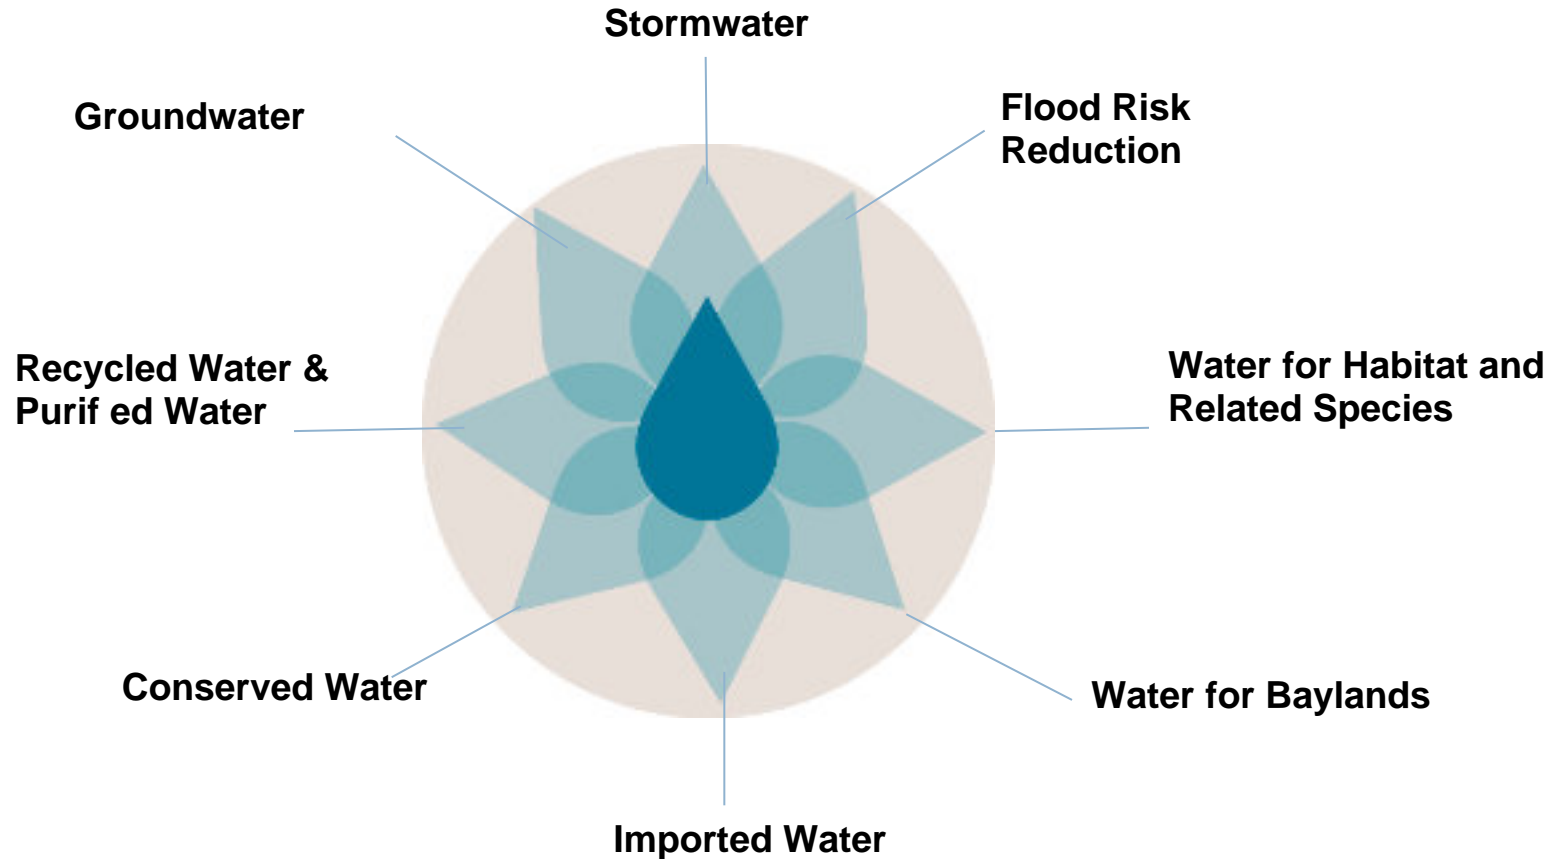 Stormwater
Groundwater
Flood Risk
Reduction
Recycled Water &
Purif ed Water
Water for Habitat and
Related Species
Conserved Water
Water for Baylands
Imported Water